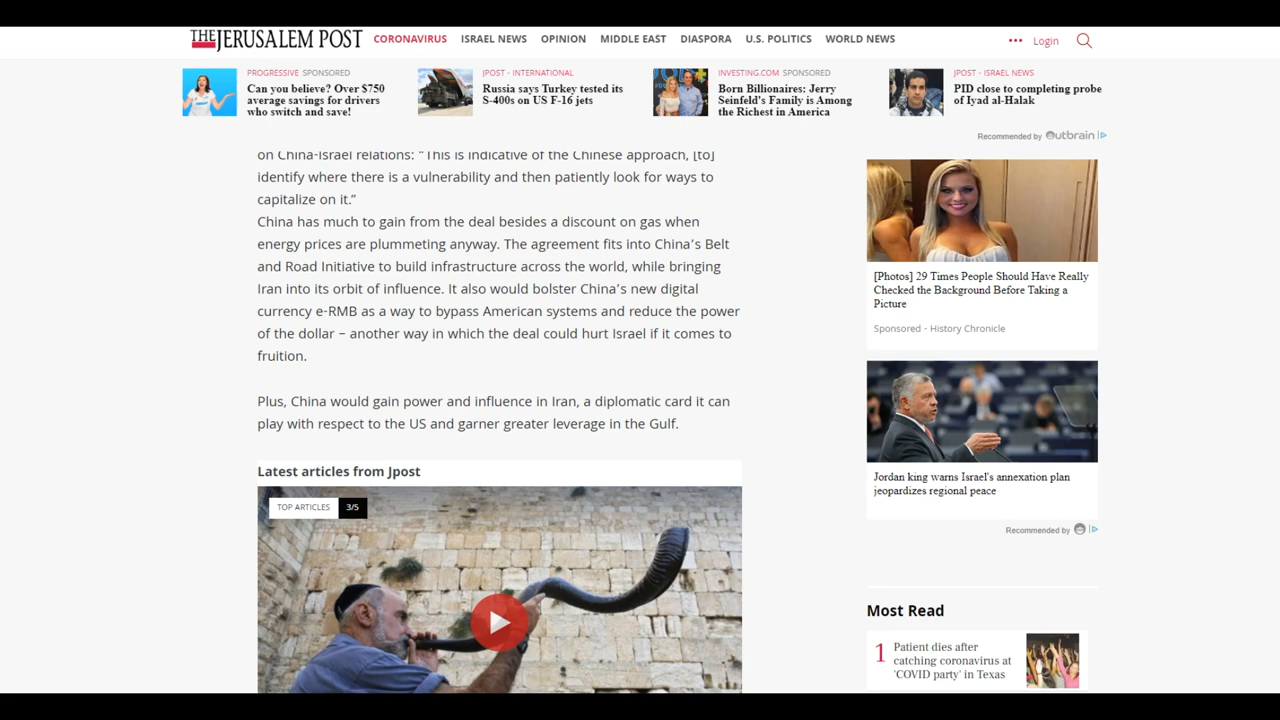 THE JERUSALEM POST
CORONAVIRUS ISRAEL NEWS OPINION MIDDLE EAST DIASPORA U.S. POLITICS WORLD NEWS
Login
PROGRESSIVE SPONSORED
Can you believe? Over $750
average savings for drivers
who switch and save!
JPOST - INTERNATIONAL
Russia says Turkey tested its
S-400s on US F-16 jets
INVESTING.COM SPONSORED
Born Billionaires: Jerry
Seinfeld's Family is Among
the Richest in America
JPOST - ISRAEL NEWS
PID close to completing probe
of Iyad al-Halak
Recommended by Outbrain
on China-Israel relations: “This is indicative of the Chinese approach, [to]
identify where there is a vulnerability and then patiently look for ways to
capitalize on it.”
China has much to gain from the deal besides a discount on gas when
energy prices are plummeting anyway. The agreement fits into China’s Belt
and Road Initiative to build infrastructure across the world, while bringing
Iran into its orbit of influence. It also would bolster China’s new digital
currency e-RMB as a way to bypass American systems and reduce the power
of the dollar – another way in which the deal could hurt Israel if it comes to
fruition.
Plus, China would gain power and influence in Iran, a diplomatic card it can
play with respect to the US and garner greater leverage in the Gulf.
Latest articles from Jpost
TOP ARTICLES 3/5
[Photos] 29 Times People Should Have Really
Checked the Background Before Taking a
Picture
Sponsored - History Chronicle
Jordan king warns Israel's annexation plan
jeopardizes regional peace
Recommended by
Most Read
1 Patient dies after
catching coronavirus at
'COVID party' in Texas